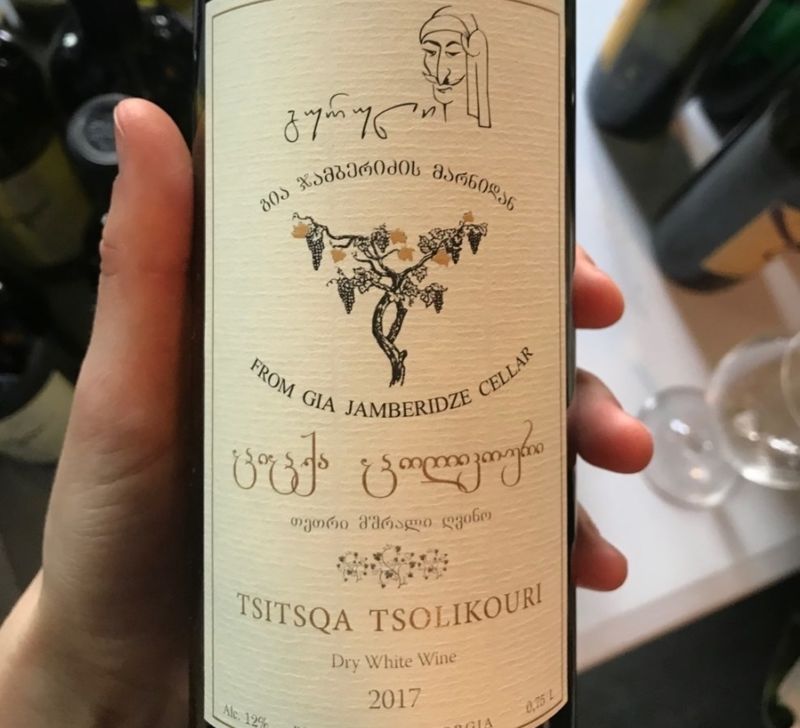 გურული
გია ჯამბერიძის მარნიდან
FROM GIA JAMBERIDZE CELLAR
ციცქა ცოლიკოური
თეთრი მშრალი ღვინო
TSITSQA TSOLIKOURI
Dry White Wine
2017
Alc. 12% 0,75 L